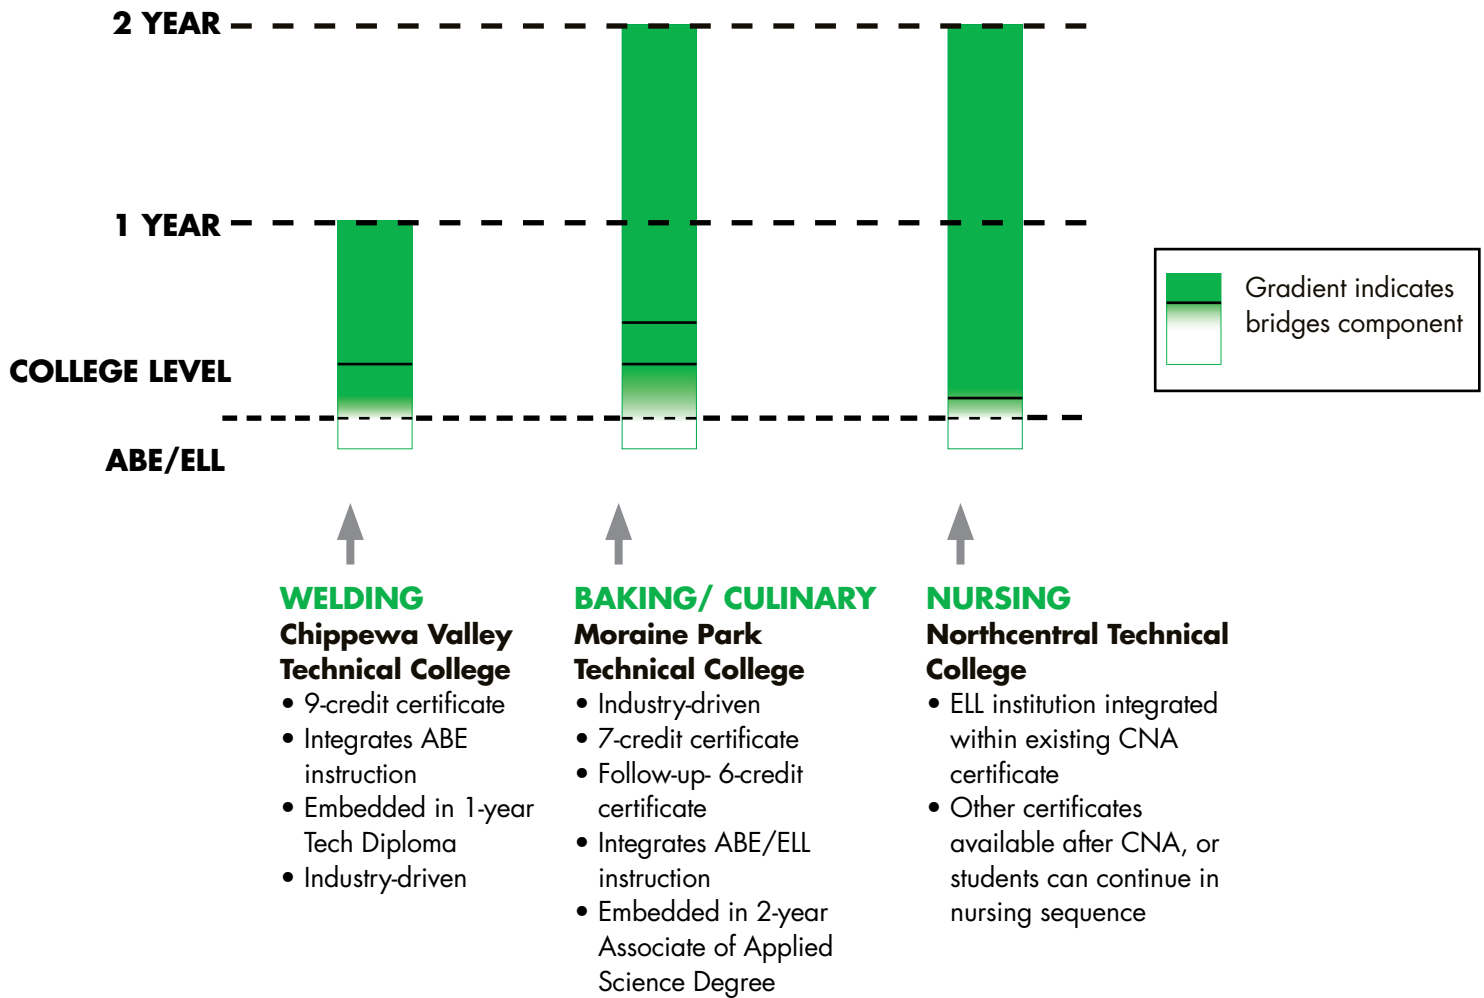 2 YEAR
1 YEAR
COLLEGE LEVEL
ABE/ELL
Gradient indicates
bridges component
WELDING
Chippewa Valley
Technical College
• 9-credit certificate
• Integrates ABE
instruction
• Embedded in 1-year
Tech Diploma
• Industry-driven
BAKING/ CULINARY
Moraine Park
Technical College
• Industry-driven
• 7-credit certificate
• Follow-up- 6-credit
certificate
• Integrates ABE/ELL
instruction
• Embedded in 2-year
Associate of Applied
Science Degree
NURSING
Northcentral Technical
College
• ELL institution integrated
within existing CNA
certificate
• Other certificates
available after CNA, or
students can continue in
nursing sequence